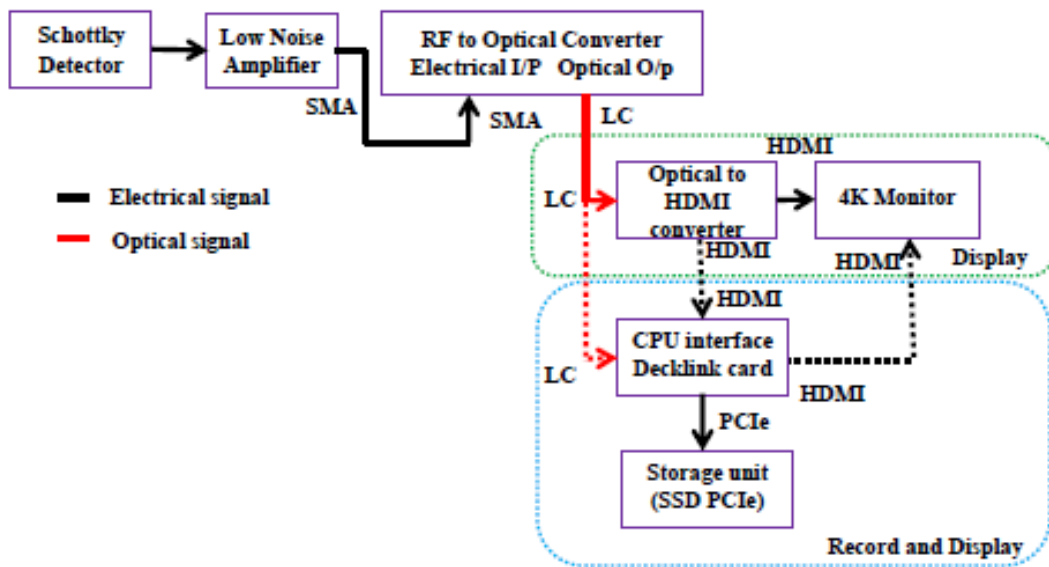 Schottky
Detector
Low Noise
Amplifier
RF to Optical Converter
Electrical I/P Optical O/p
SMA
SMA
LC
HDMI
Electrical signal
Optical signal
LC
Optical to
HDMI
converter
4K Monitor
HDMI
HDMI
Display
HDMI
CPU interface
Decklink card
LC
HDMI
PCIe
Storage unit
(SSD PCIe)
Record and Display